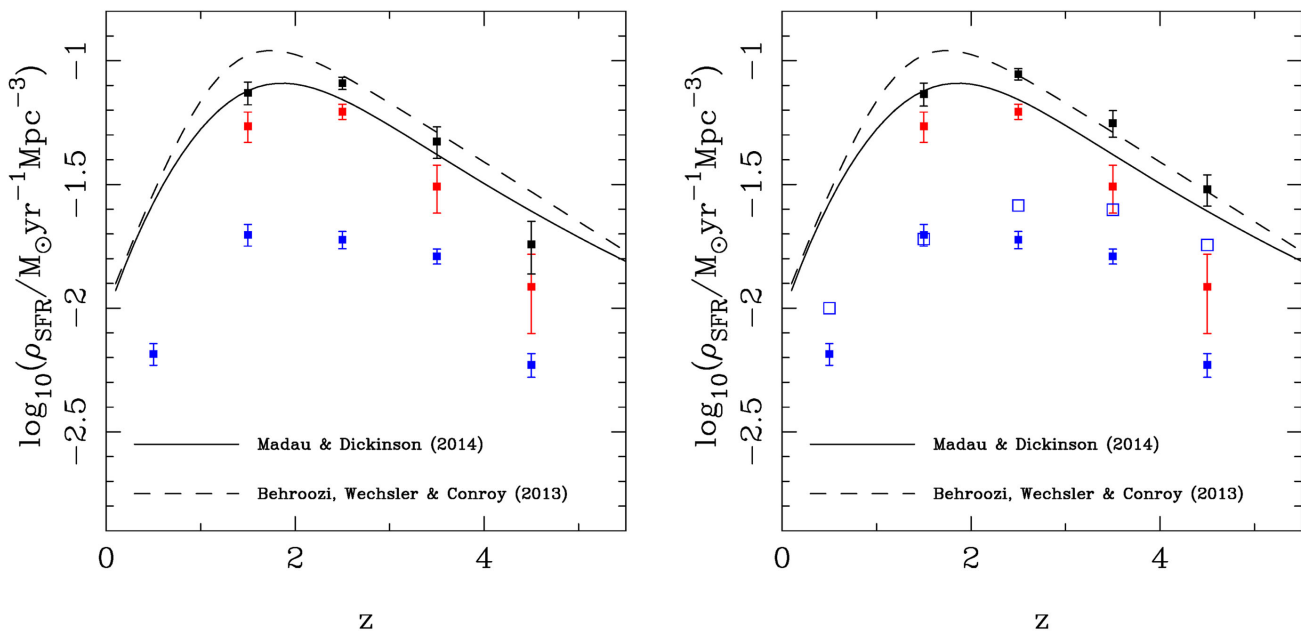 log₁₀(ρSFR/M⊙yr⁻¹Mpc⁻³)
−1
−1.5
−2
−2.5
Madau & Dickinson (2014)
Behroozi, Wechsler & Conroy (2013)
0 2 4
z
log₁₀(ρSFR/M⊙yr⁻¹Mpc⁻³)
−1
−1.5
−2
−2.5
Madau & Dickinson (2014)
Behroozi, Wechsler & Conroy (2013)
0 2 4
z